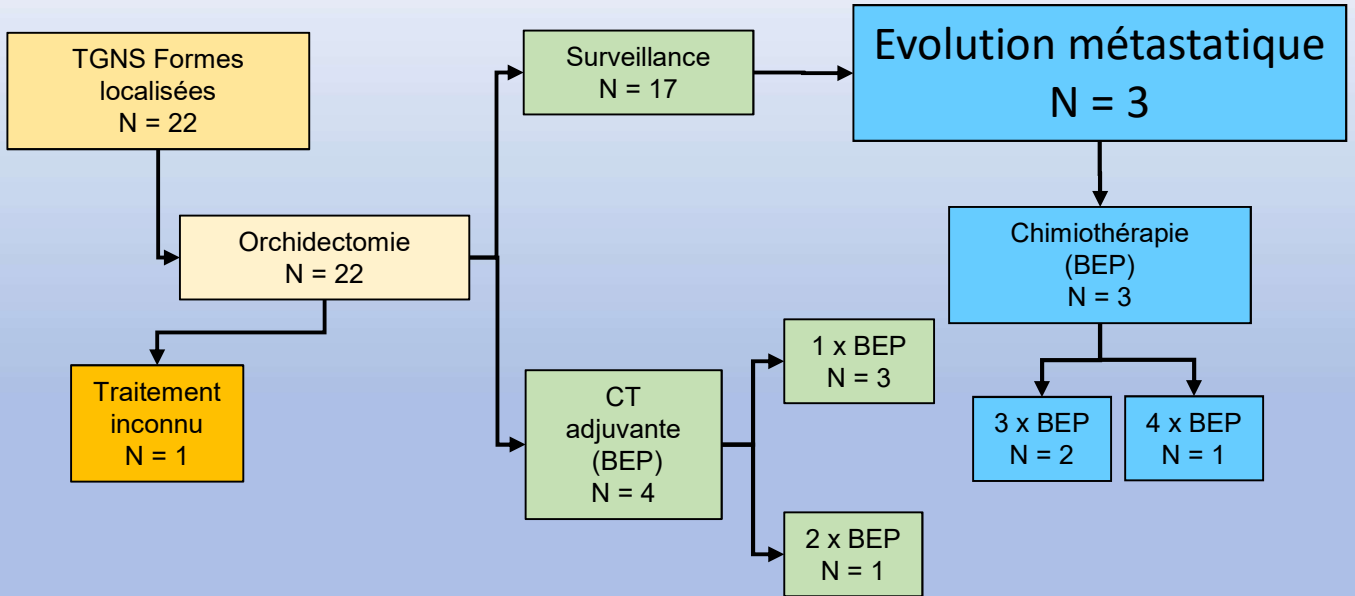 TGNS Formes
localisées
N = 22
Orchidectomie
N = 22
Traitement
inconnu
N = 1
Surveillance
N = 17
Evolution métastatique
N = 3
Chimiothérapie
(BEP)
N = 3
3 x BEP
N = 2
4 x BEP
N = 1
CT
adjuvante
(BEP)
N = 4
1 x BEP
N = 3
2 x BEP
N = 1